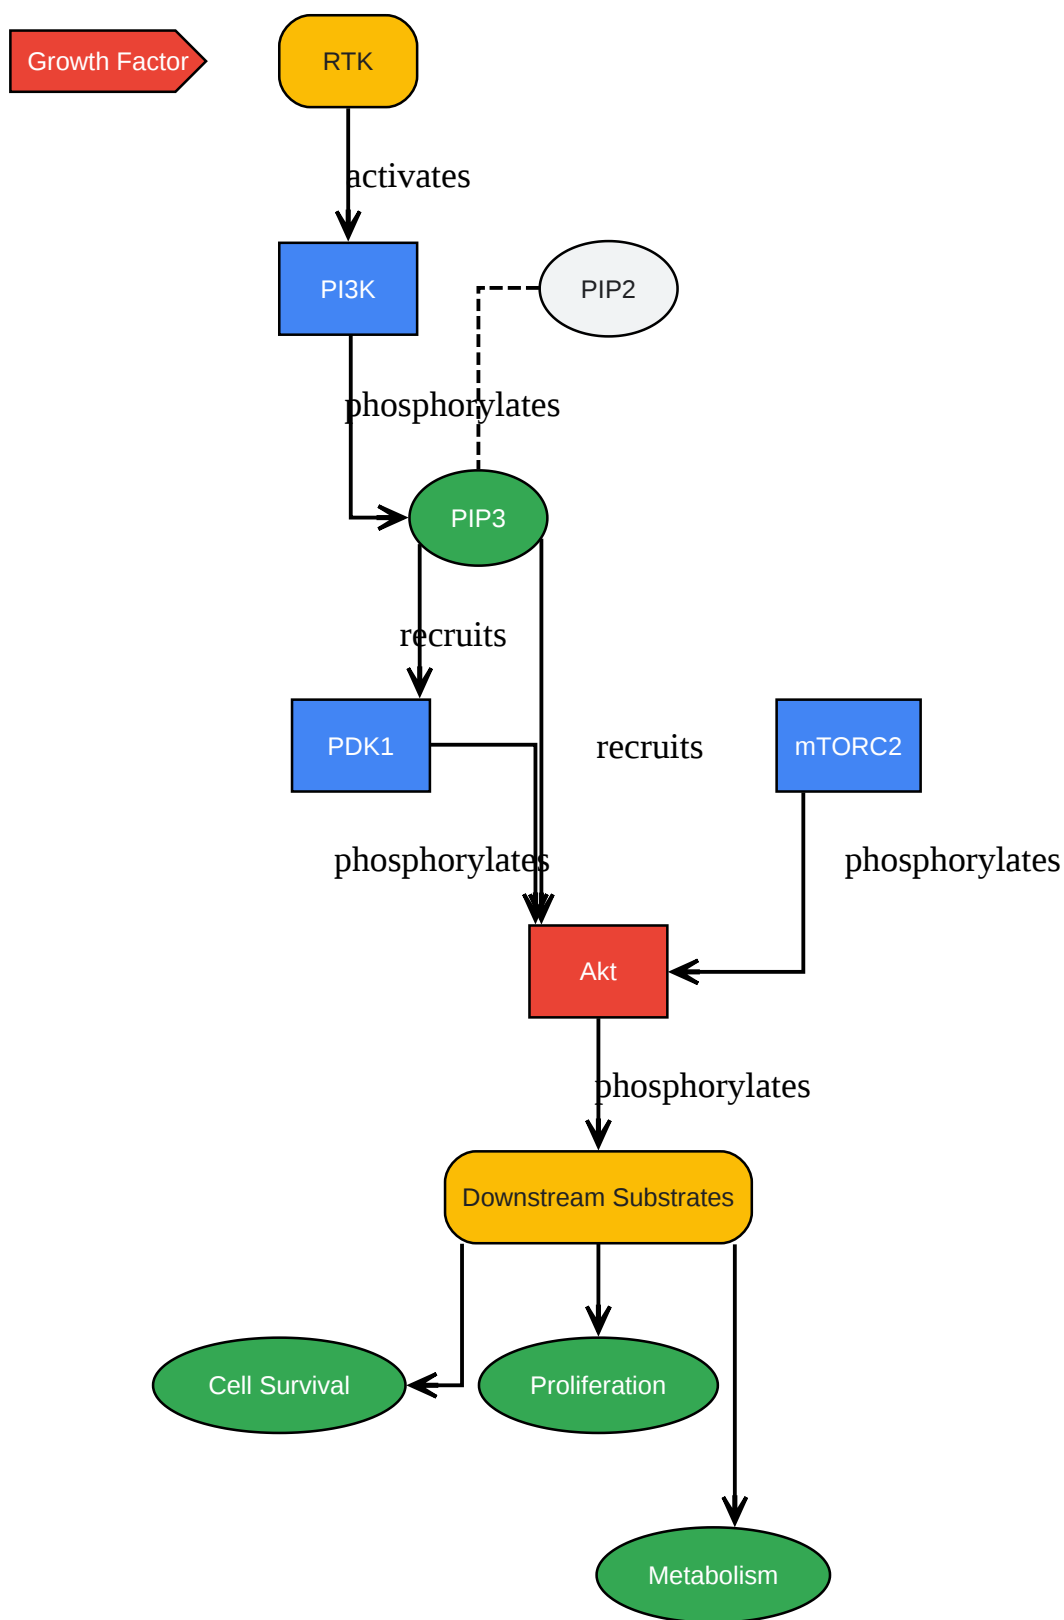 Growth Factor
RTK
activates
PI3K
PIP2
phosphorylates
PIP3
recruits
PDK1
recruits
mTORC2
phosphorylates
phosphorylates
Akt
phosphorylates
Downstream Substrates
Cell Survival
Proliferation
Metabolism